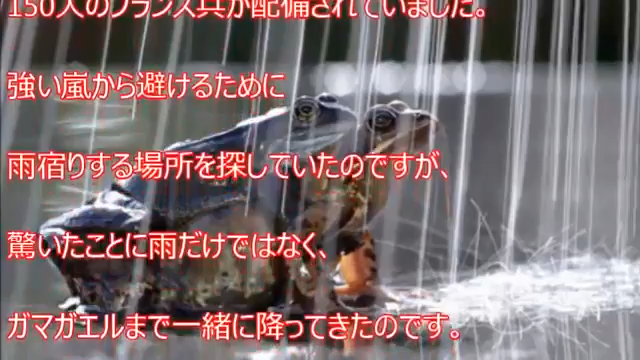 150人のフランス兵が配備されていました。
強い嵐から避けるために
雨宿りする場所を探していたのですが、
驚いたことに雨だけではなく、
ガマガエルまで一緒に降ってきたのです。